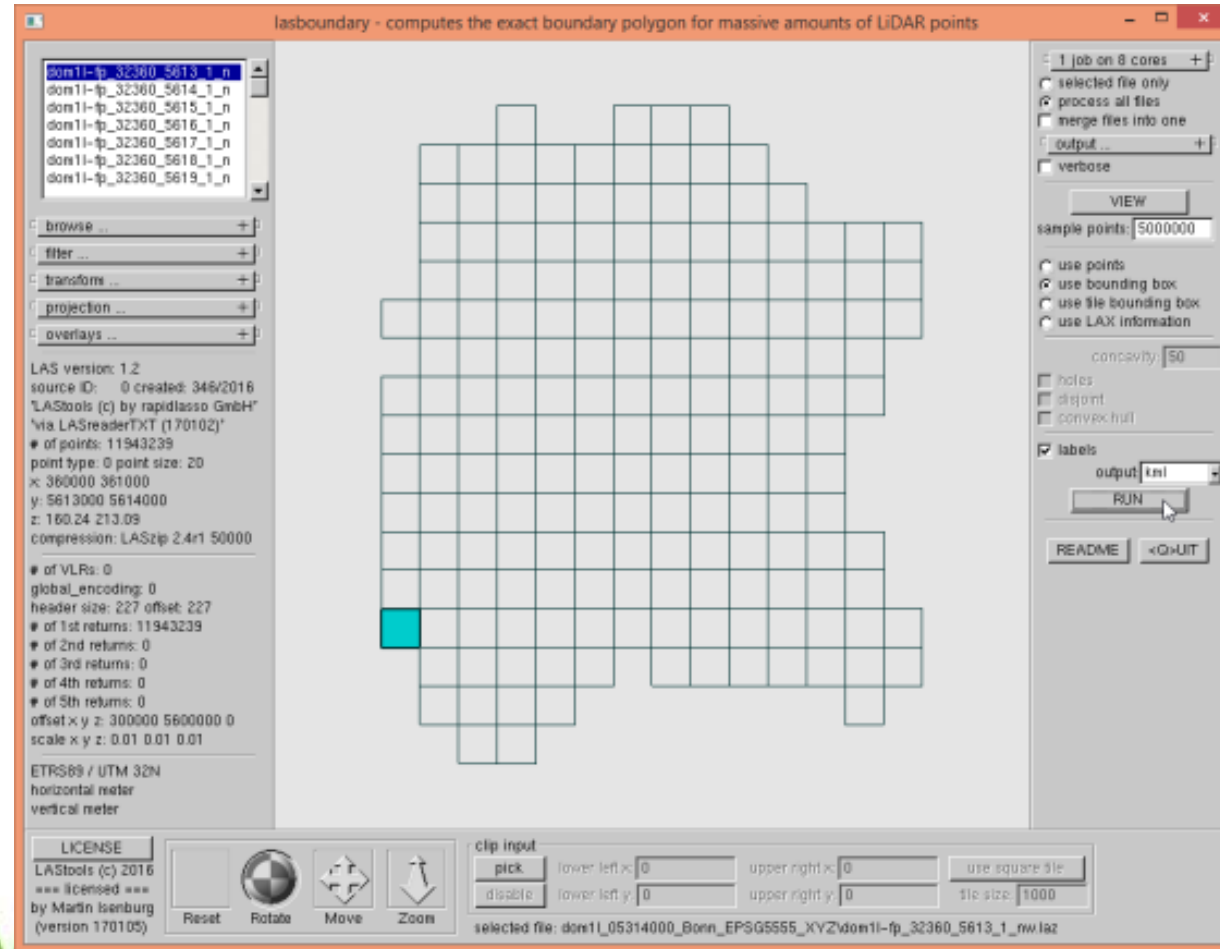 lasboundary - computes the exact boundary polygon for massive amounts of LiDAR points
dom1l-fp_32360_5613_1_n
dom1l-fp_32360_5614_1_n
dom1l-fp_32360_5615_1_n
dom1l-fp_32360_5616_1_n
dom1l-fp_32360_5617_1_n
dom1l-fp_32360_5618_1_n
dom1l-fp_32360_5619_1_n
browse ... +
filter ... +
transform ... +
projection ... +
overlays ... +
LAS version: 1.2
source ID: 0 created: 346/2016
"LAStools (c) by rapidlasso GmbH"
"via LASreaderTXT (170102)"
# of points: 11943239
point type: 0 point size: 20
x: 360000 361000
y: 5613000 5614000
z: 160.24 213.09
compression: LASzip 2.4r1 50000
# of VLRs: 0
global_encoding: 0
header size: 227 offset: 227
# of 1st returns: 11943239
# of 2nd returns: 0
# of 3rd returns: 0
# of 4th returns: 0
# of 5th returns: 0
offset x y z: 300000 5600000 0
scale x y z: 0.01 0.01 0.01
ETRS89 / UTM 32N
horizontal meter
vertical meter
1 job on 8 cores +
selected file only
process all files
merge files into one
output ... +
verbose
VIEW
sample points: 5000000
use points
use bounding box
use tile bounding box
use LAX information
concavity: 50
holes
disjoint
convex hull
labels
output: kml
RUN
README <Q>UIT
LICENSE
LAStools (c) 2016
=== licensed ===
by Martin Isenburg
(version 170105)
Reset Rotate Move Zoom
clip input
pick lower left x: 0 upper right x: 0 use square tile
disable lower left y: 0 upper right y: 0 tile size: 1000
selected file: dom1l_05314000_Bonn_EPSG5555_XYZ\dom1l-fp_32360_5613_1_nw.laz